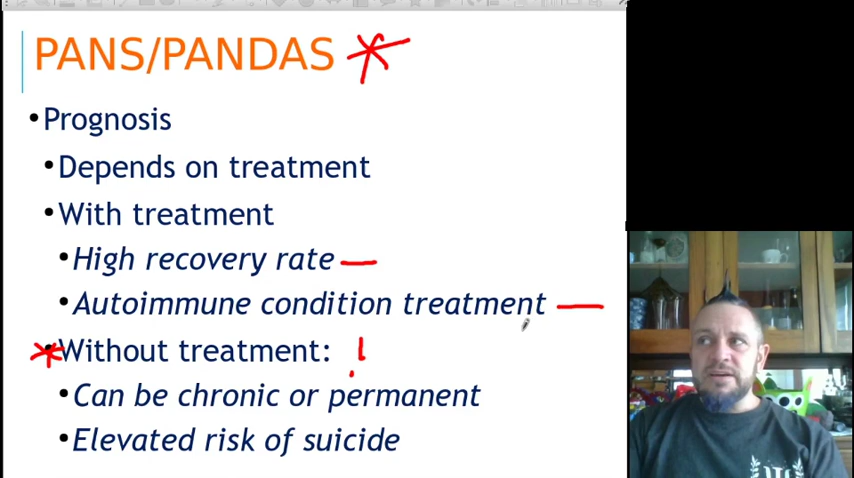 PANS/PANDAS
•Prognosis
•Depends on treatment
•With treatment
•High recovery rate
•Autoimmune condition treatment
•Without treatment: !
•Can be chronic or permanent
•Elevated risk of suicide